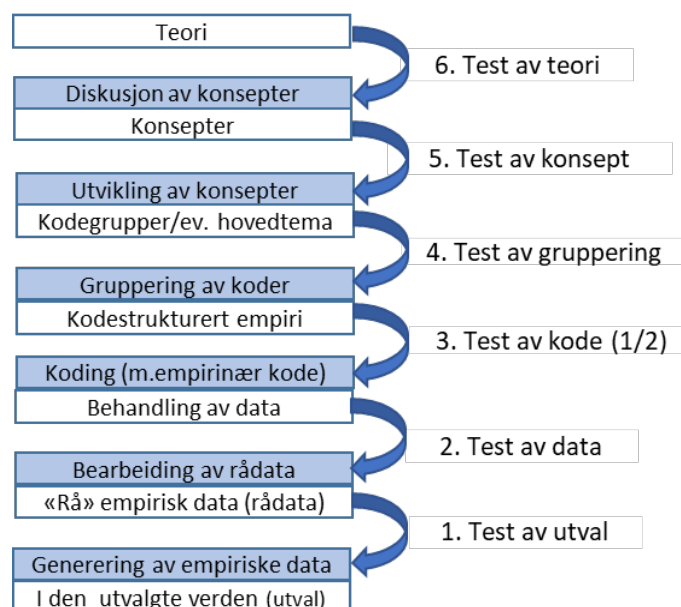 Teori
6. Test av teori
Diskusjon av konsepter
Konsepter
5. Test av konsept
Utvikling av konsepter
Kodegrupper/ev. hovedtema
4. Test av gruppering
Gruppering av koder
Kodestrukturert empiri
3. Test av kode (1/2)
Koding (m.empirinær kode)
Behandling av data
2. Test av data
Bearbeiding av rådata
«Rå» empirisk data (rådata)
1. Test av utval
Generering av empiriske data
I den utvalgte verden (utval)